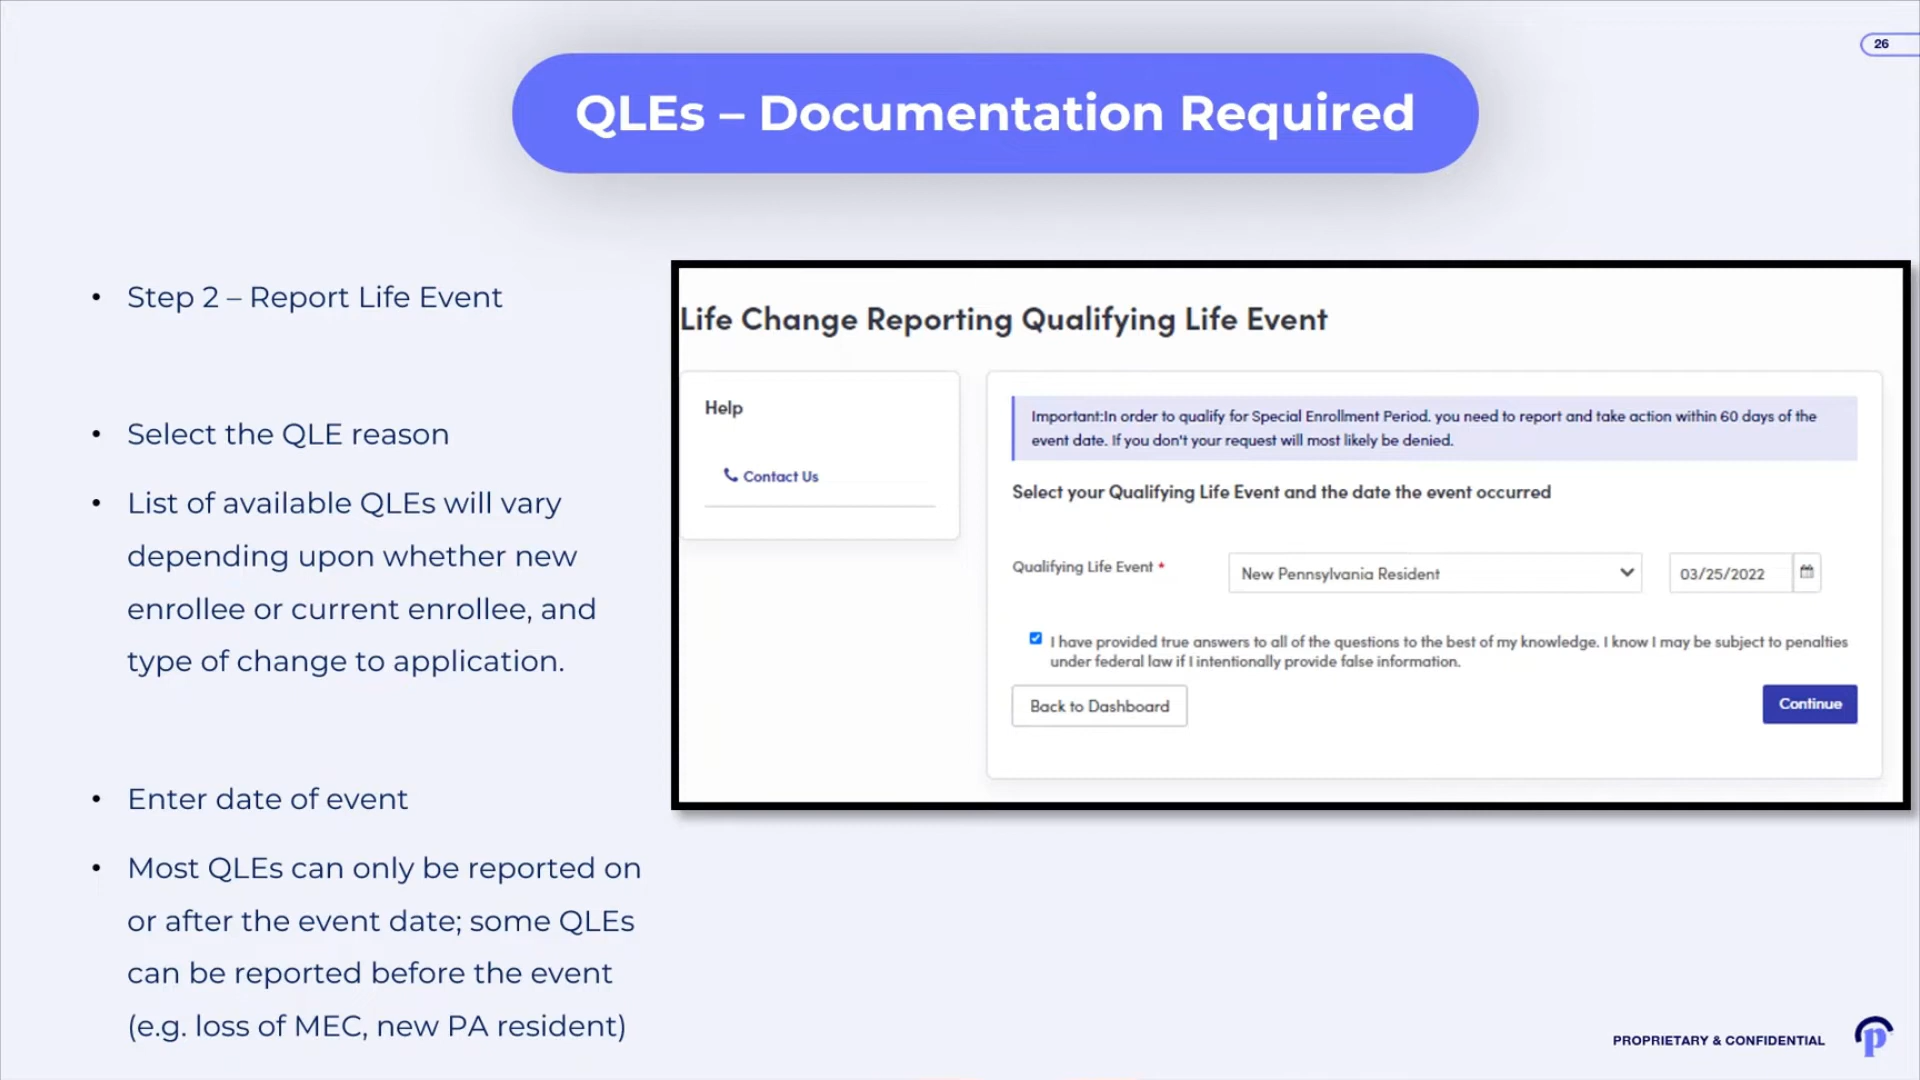 26
QLEs – Documentation Required
• Step 2 – Report Life Event
• Select the QLE reason
• List of available QLEs will vary
depending upon whether new
enrollee or current enrollee, and
type of change to application.
• Enter date of event
• Most QLEs can only be reported on
or after the event date; some QLEs
can be reported before the event
(e.g. loss of MEC, new PA resident)
Life Change Reporting Qualifying Life Event
Help
Contact Us
Important:In order to qualify for Special Enrollment Period. you need to report and take action within 60 days of the
event date. If you don't your request will most likely be denied.
Select your Qualifying Life Event and the date the event occurred
Qualifying Life Event * New Pennsylvania Resident 03/25/2022
I have provided true answers to all of the questions to the best of my knowledge. I know I may be subject to penalties
under federal law if I intentionally provide false information.
Back to Dashboard Continue
PROPRIETARY & CONFIDENTIAL p